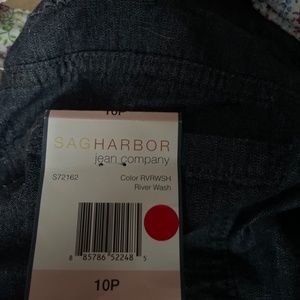 10P
SAGHARBOR
jean company
S72162 Color RVRWSH
River Wash
8 85786 52248 5
10P